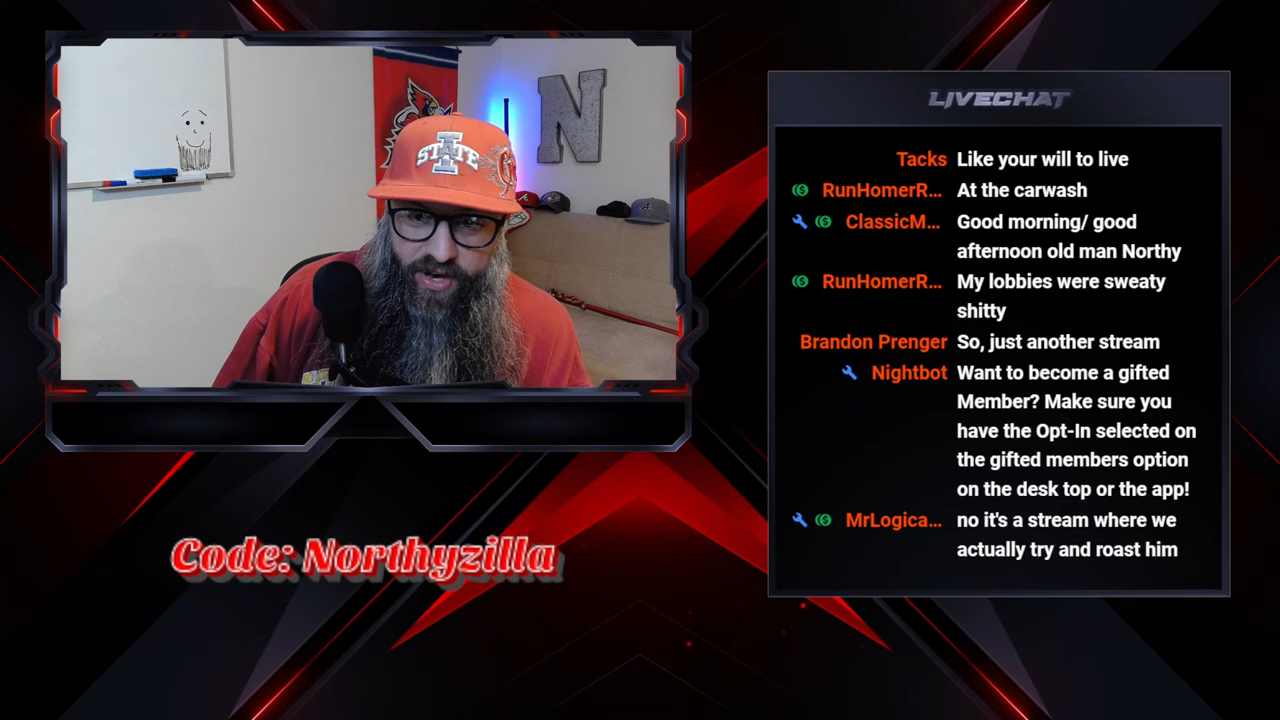 N
I
STATE
LIVECHAT
Tacks Like your will to live
RunHomerR... At the carwash
ClassicM... Good morning/ good
afternoon old man Northy
RunHomerR... My lobbies were sweaty
shitty
Brandon Prenger So, just another stream
Nightbot Want to become a gifted
Member? Make sure you
have the Opt-In selected on
the gifted members option
on the desk top or the app!
MrLogica... no it's a stream where we
actually try and roast him
Code: Northyzilla